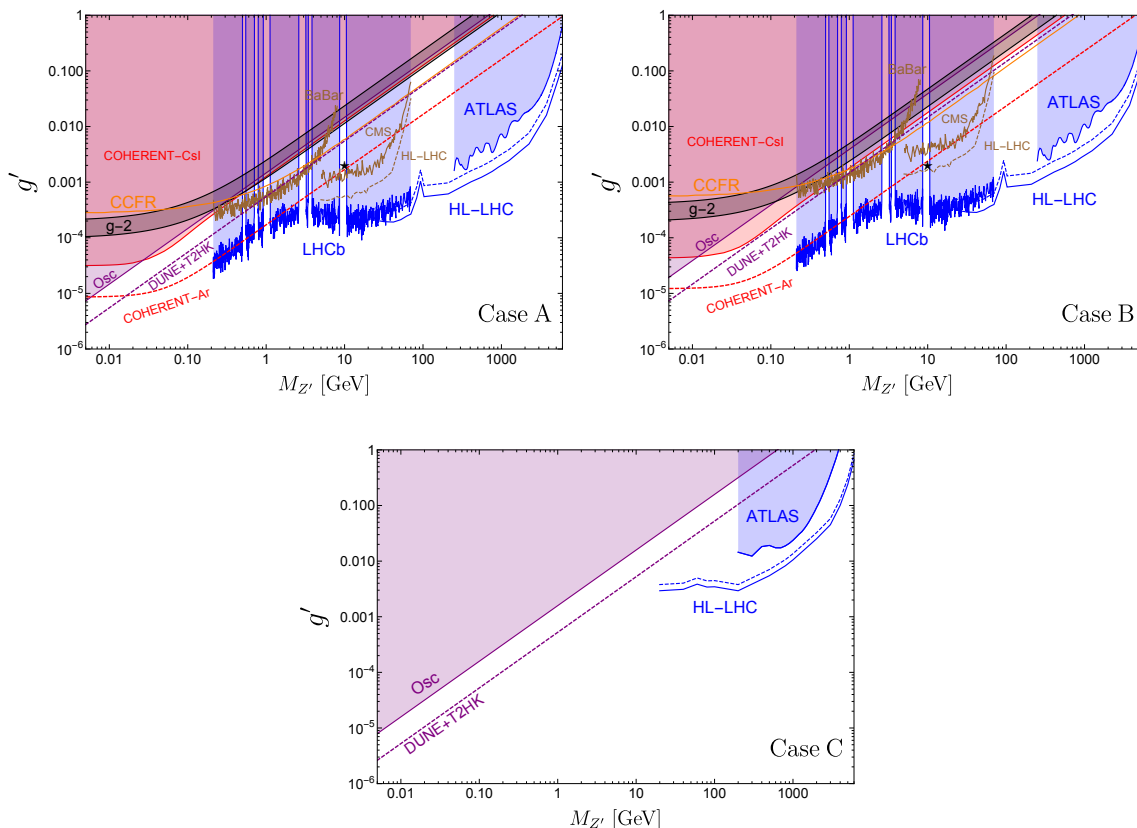 1
0.100
0.010
0.001
10⁻⁴
10⁻⁵
10⁻⁶
g′
BaBar
ATLAS
CMS
COHERENT-CsI
HL-LHC
CCFR
g-2
HL-LHC
LHCb
Osc
DUNE+T2HK
COHERENT-Ar
Case A
0.01 0.10 1 10 100 1000
M_Z′ [GeV]
1
0.100
0.010
0.001
10⁻⁴
10⁻⁵
10⁻⁶
g′
BaBar
ATLAS
CMS
COHERENT-CsI
HL-LHC
CCFR
g-2
HL-LHC
LHCb
Osc
DUNE+T2HK
COHERENT-Ar
Case B
0.01 0.10 1 10 100 1000
M_Z′ [GeV]
1
0.100
0.010
0.001
10⁻⁴
10⁻⁵
10⁻⁶
g′
ATLAS
HL-LHC
Osc
DUNE+T2HK
Case C
0.01 0.10 1 10 100 1000
M_Z′ [GeV]